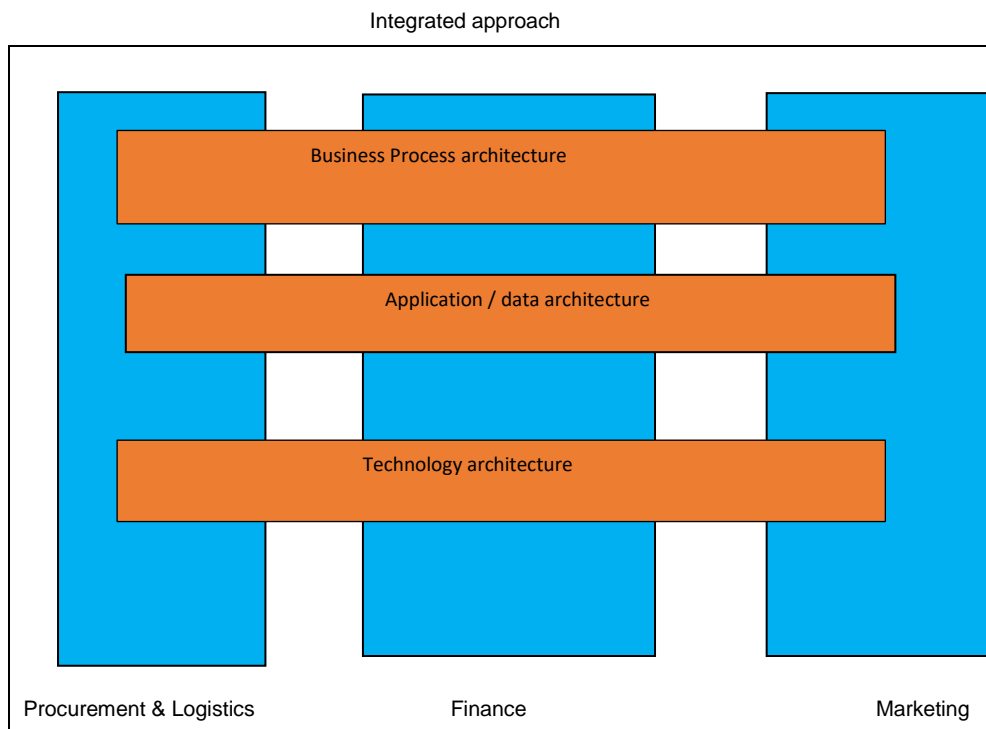 Integrated approach
Business Process architecture
Application / data architecture
Technology architecture
Procurement & Logistics
Finance
Marketing